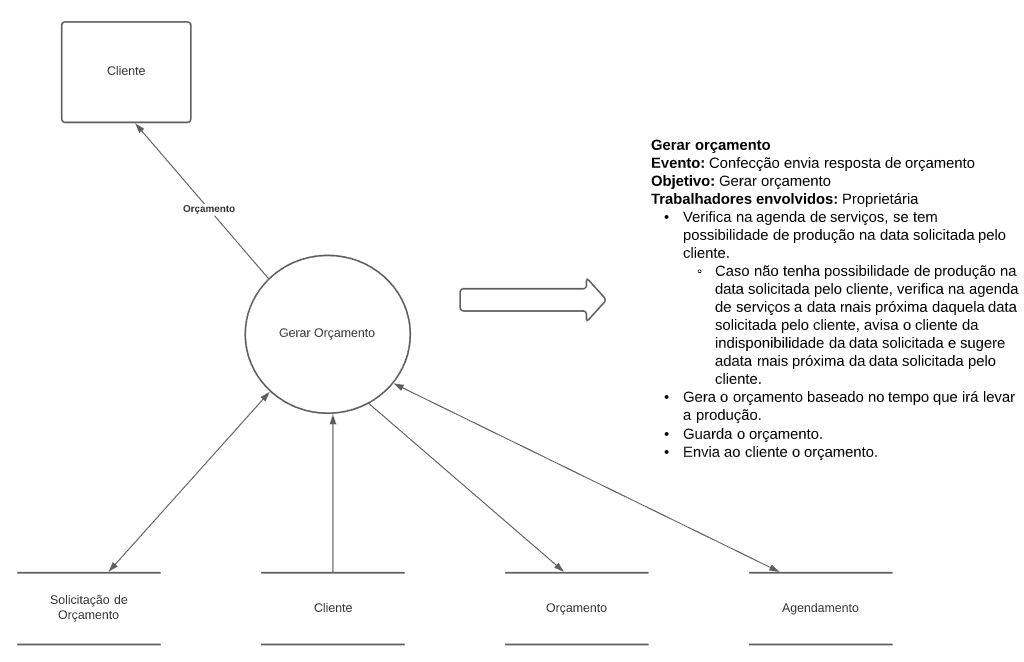 Cliente
Orçamento
Gerar Orçamento
Gerar orçamento
Evento: Confecção envia resposta de orçamento
Objetivo: Gerar orçamento
Trabalhadores envolvidos: Proprietária
• Verifica na agenda de serviços, se tem
possibilidade de produção na data solicitada pelo
cliente.
◦ Caso não tenha possibilidade de produção na
data solicitada pelo cliente, verifica na agenda
de serviços a data mais próxima daquela data
solicitada pelo cliente, avisa o cliente da
indisponibilidade da data solicitada e sugere
adata mais próxima da data solicitada pelo
cliente.
• Gera o orçamento baseado no tempo que irá levar
a produção.
• Guarda o orçamento.
• Envia ao cliente o orçamento.
Solicitação de
Orçamento
Cliente
Orçamento
Agendamento